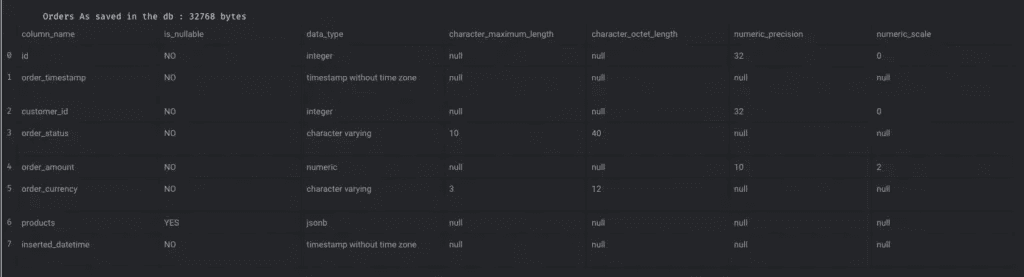 Orders As saved in the db : 32768 bytes
column_name is_nullable data_type character_maximum_length character_octet_length numeric_precision numeric_scale
0 id NO integer null null 32 0
1 order_timestamp NO timestamp without time zone null null null null
2 customer_id NO integer null null 32 0
3 order_status NO character varying 10 40 null null
4 order_amount NO numeric null null 10 2
5 order_currency NO character varying 3 12 null null
6 products YES jsonb null null null null
7 inserted_datetime NO timestamp without time zone null null null null